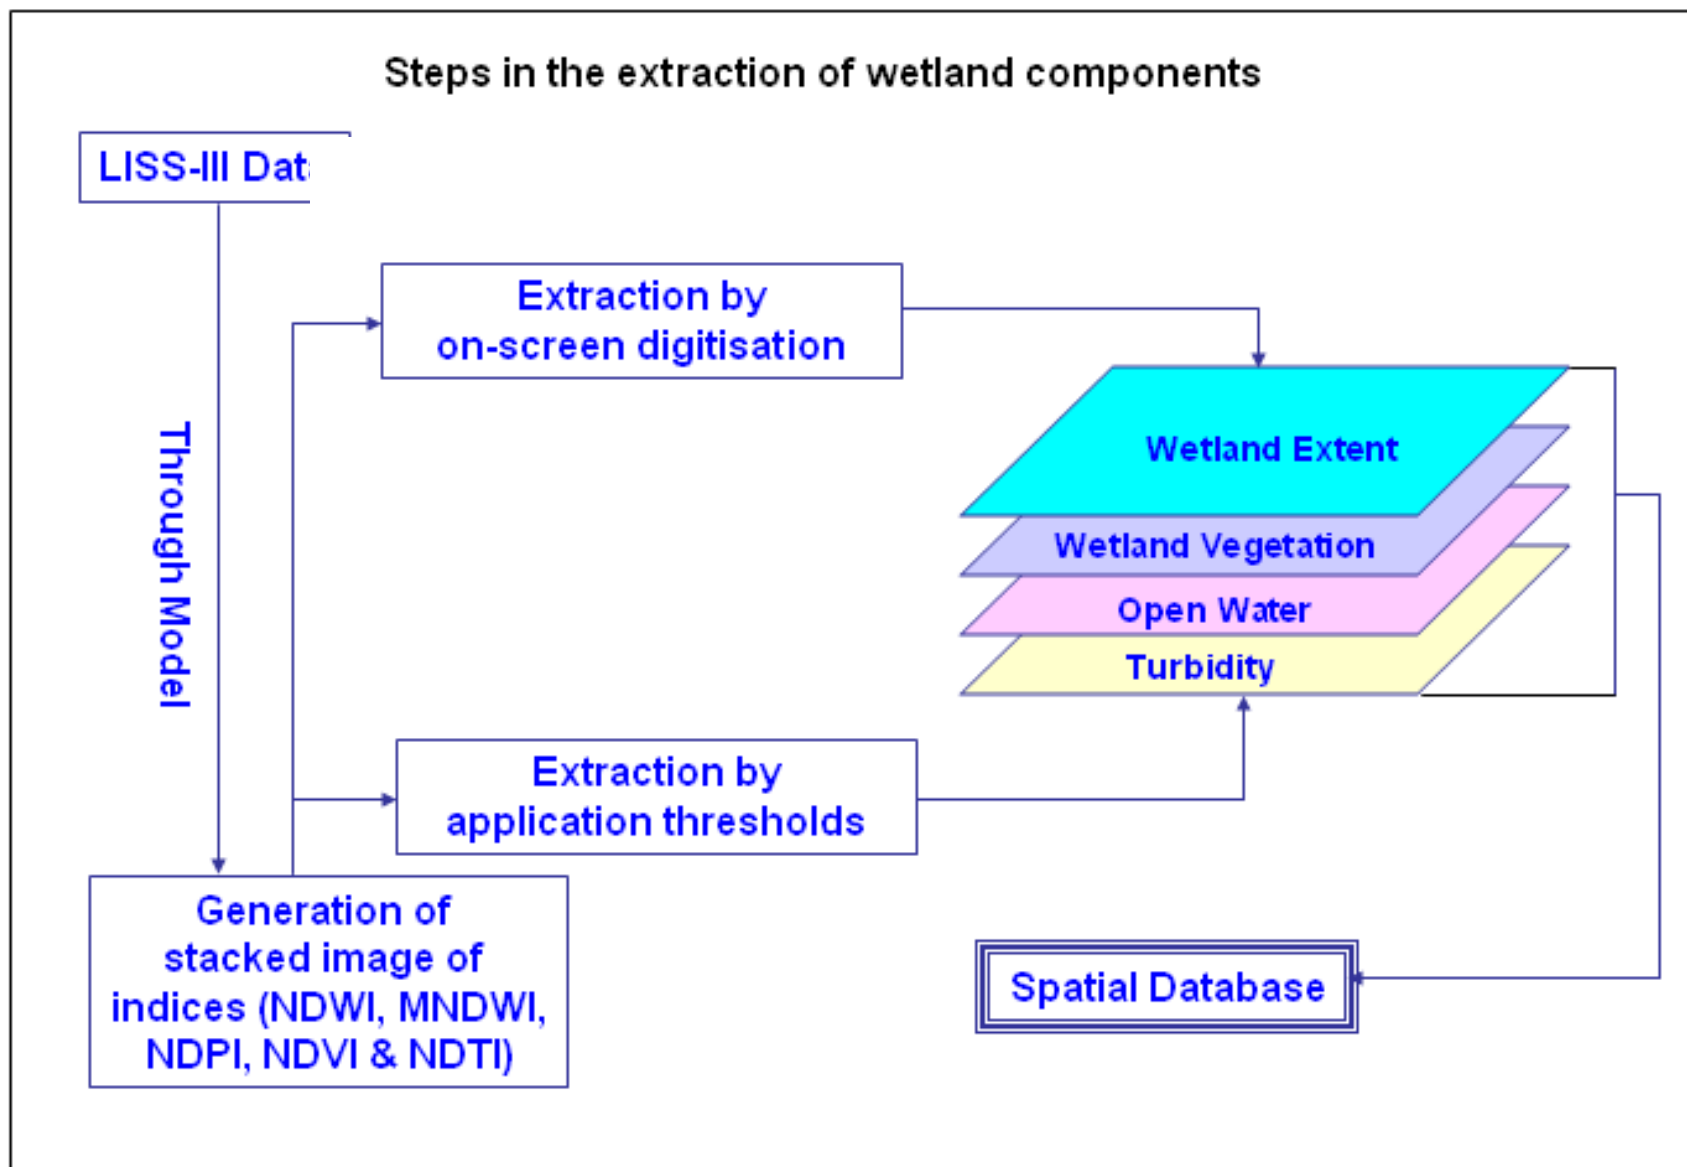 Steps in the extraction of wetland components
LISS-III Dat
Through Model
Extraction by
on-screen digitisation
Wetland Extent
Wetland Vegetation
Open Water
Turbidity
Extraction by
application thresholds
Generation of
stacked image of
indices (NDWI, MNDWI,
NDPI, NDVI & NDTI)
Spatial Database